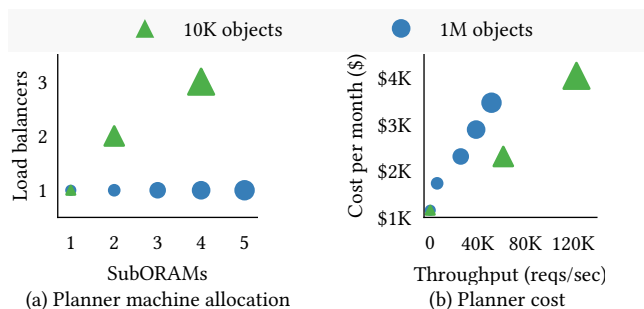 10K objects 1M objects
Load balancers
3
2
1
1 2 3 4 5
SubORAMs
(a) Planner machine allocation
Cost per month ($)
$4K
$3K
$2K
$1K
0 40K 80K 120K
Throughput (reqs/sec)
(b) Planner cost